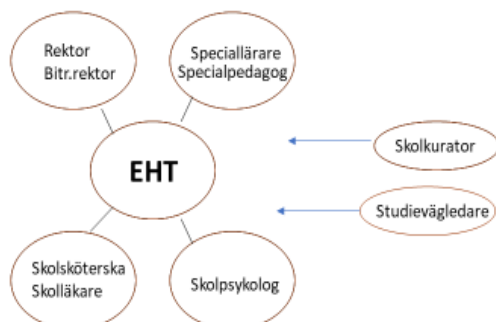 Rektor
Bitr.rektor
Speciallärare
Specialpedagog
EHT
Skolkurator
Studievägledare
Skolsköterska
Skolläkare
Skolpsykolog